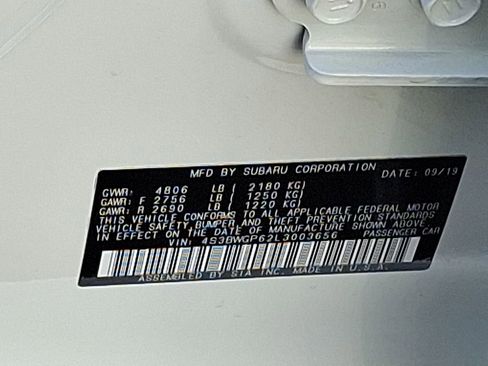 MFD BY SUBARU CORPORATION DATE: 09/19
GVWR: 4806 LB ( 2180 KG)
GAWR: F 2756 LB ( 1250 KG)
GAWR: R 2690 LB ( 1220 KG)
THIS VEHICLE CONFORMS TO ALL APPLICABLE FEDERAL MOTOR
VEHICLE SAFETY, BUMPER AND THEFT PREVENTION STANDARDS
IN EFFECT ON THE DATE OF MANUFACTURE SHOWN ABOVE.
VIN: 4S3BWGP62L3003656 PASSENGER CAR
ASSEMBLED BY SIA INC. MADE IN U.S.A.